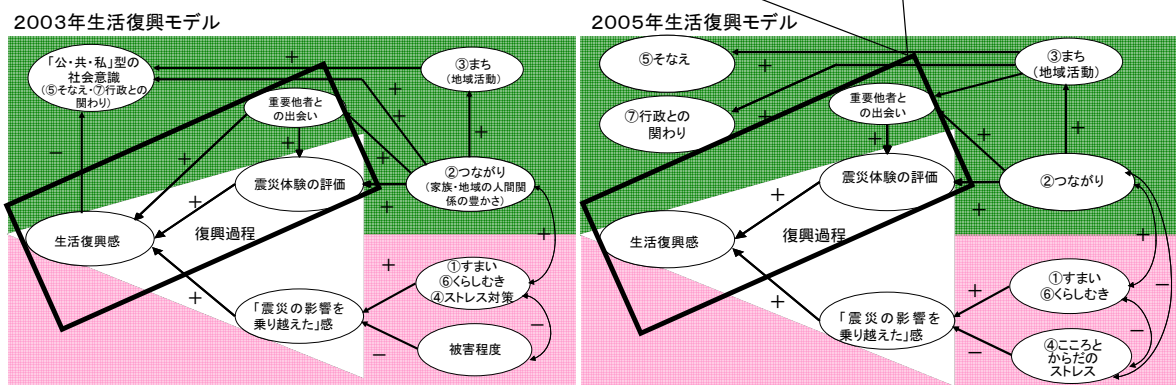 2003年生活復興モデル
「公・共・私」型の
社会意識
(⑤そなえ・⑦行政との
関わり)
③まち
(地域活動)
重要他者と
の出会い
震災体験の評価
②つながり
(家族・地域の人間関
係の豊かさ)
生活復興感
復興過程
①すまい
⑥くらしむき
④ストレス対策
「震災の影響を
乗り越えた」感
被害程度
+
+
+
+
+
+
+
+
+
+
+
+
－
－
－
2005年生活復興モデル
⑤そなえ
③まち
(地域活動)
⑦行政との
関わり
重要他者と
の出会い
震災体験の評価
②つながり
生活復興感
復興過程
①すまい
⑥くらしむき
「震災の影響を
乗り越えた」感
④こころと
からだの
ストレス
+
+
+
+
+
+
+
+
+
+
+
－
－
－